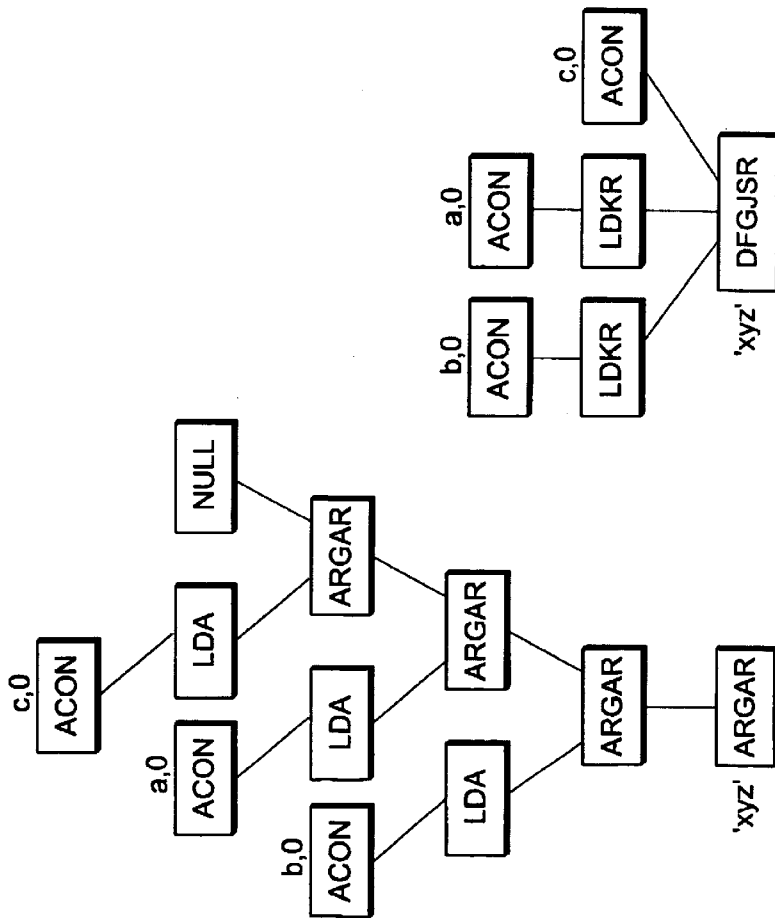 c,0
ACON
a,0
ACON
LDA
NULL
b,0
ACON
LDA
ARGAR
LDA
ARGAR
ARGAR
'xyz'
ARGAR
b,0
ACON
a,0
ACON
c,0
ACON
LDKR
LDKR
'xyz'
DFGJSR